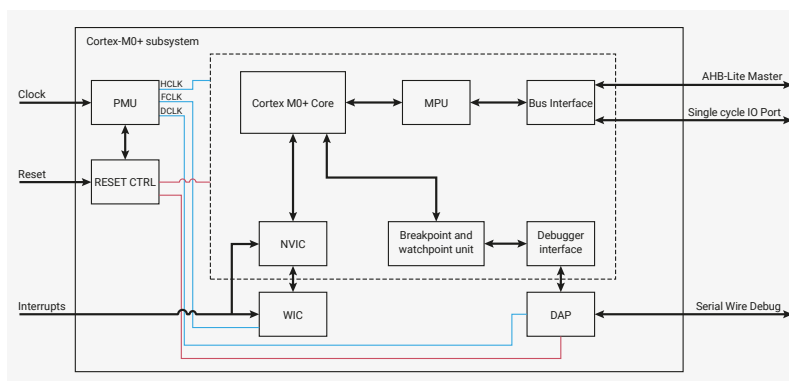 Cortex-M0+ subsystem
Clock
PMU
HCLK
FCLK
DCLK
Cortex M0+ Core
MPU
Bus Interface
AHB-Lite Master
Single cycle IO Port
Reset
RESET CTRL
NVIC
Breakpoint and
watchpoint unit
Debugger
interface
Interrupts
WIC
DAP
Serial Wire Debug